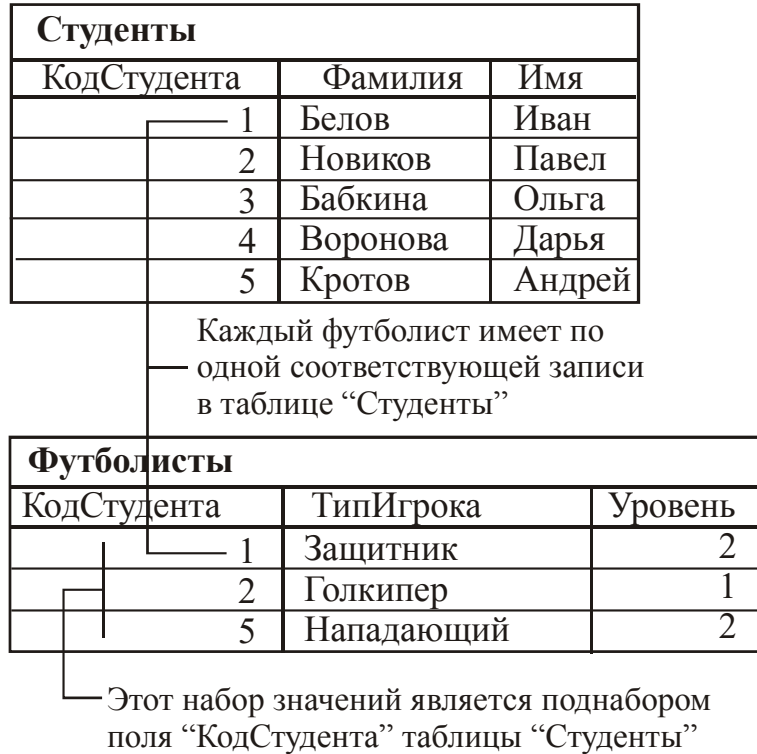 Студенты
КодСтудента Фамилия Имя
1 Белов Иван
2 Новиков Павел
3 Бабкина Ольга
4 Воронова Дарья
5 Кротов Андрей
Каждый футболист имеет по
одной соответствующей записи
в таблице “Студенты”
Футболисты
КодСтудента ТипИгрока Уровень
1 Защитник 2
2 Голкипер 1
5 Нападающий 2
Этот набор значений является поднабором
поля “КодСтудента” таблицы “Студенты”